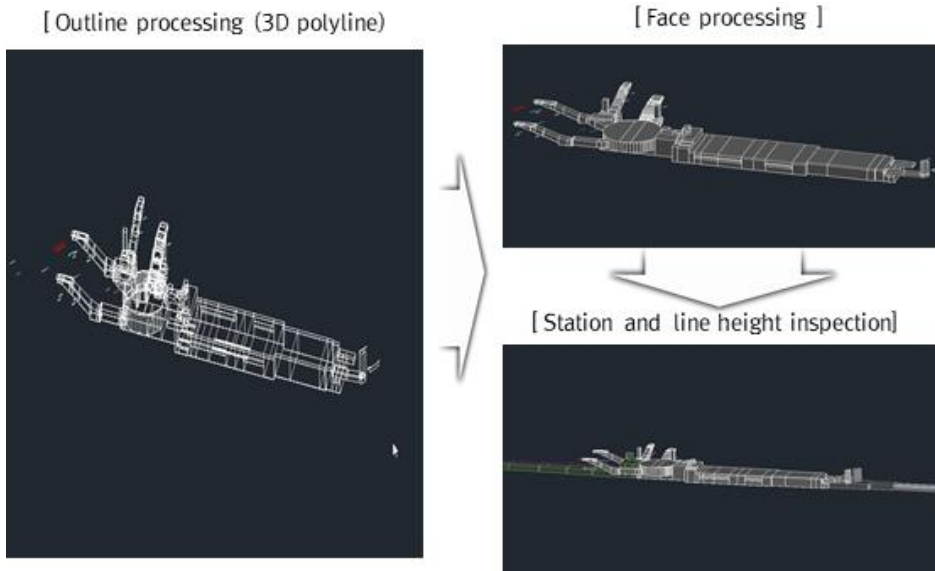 [ Outline processing (3D polyline)
[ Face processing ]
[ Station and line height inspection]